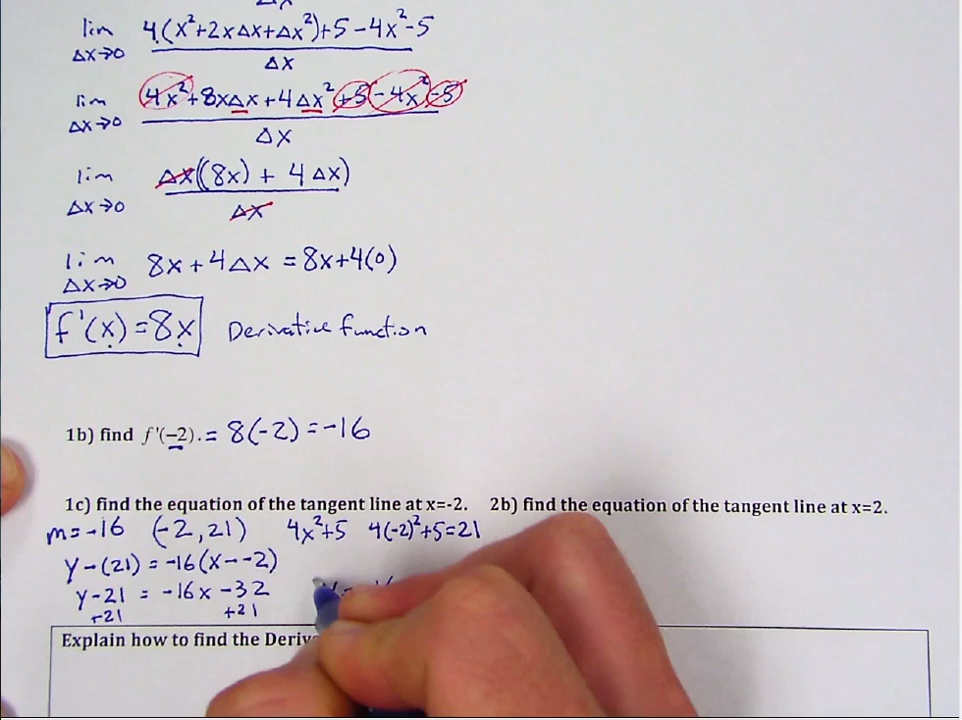 Δx
lim 4(x²+2xΔx+Δx²)+5-4x²-5
Δx→0 Δx
lim 4x²+8xΔx+4Δx²+5-4x²-5
Δx→0 Δx
lim Δx((8x) + 4Δx)
Δx→0 Δx
lim 8x+4Δx = 8x+4(0)
Δx→0
f'(x)=8x Derivative function
1b) find f'(-2). = 8(-2) = -16
1c) find the equation of the tangent line at x=-2. 2b) find the equation of the tangent line at x=2.
m=-16 (-2,21) 4x²+5 4(-2)²+5=21
y-(21) = -16(x--2)
y-21 = -16x -32
+21 +21
Explain how to find the